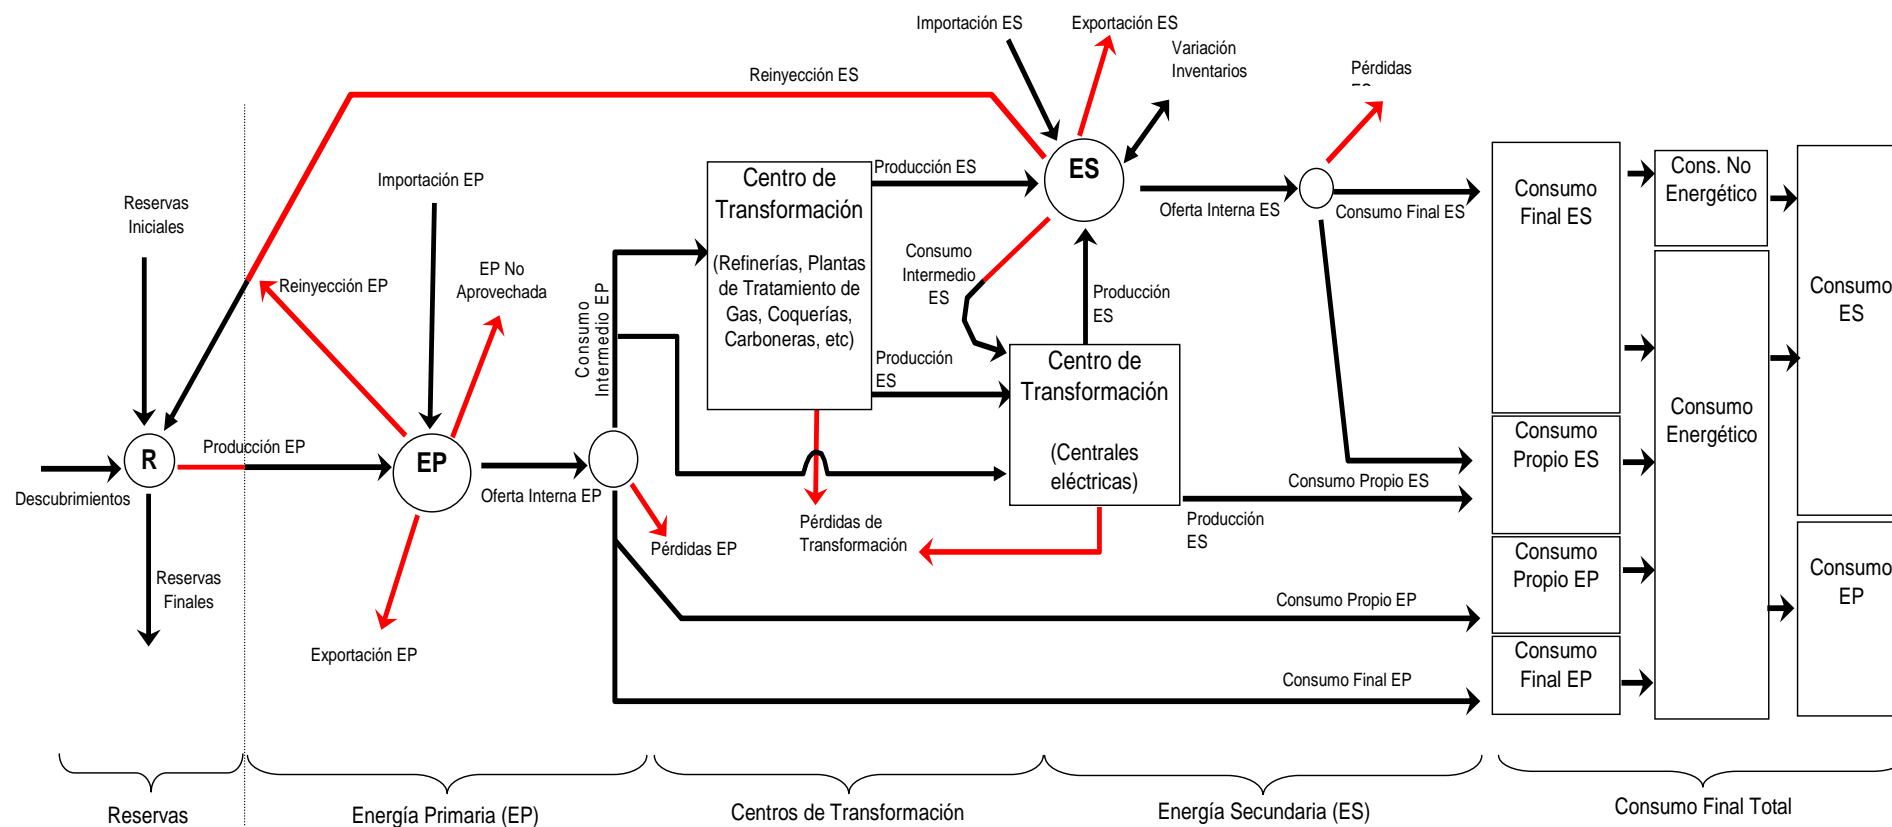 Importación ES
Exportación ES
Variación
Inventarios
Pérdidas
Reinyección ES
Importación EP
Reservas
Iniciales
Reinyección EP
EP No
Aprovechada
R
Producción EP
EP
Descubrimientos
Oferta Interna EP
Reservas
Finales
Exportación EP
Consumo
Intermedio EP
Pérdidas EP
Centro de
Transformación
(Refinerías, Plantas
de Tratamiento de
Gas, Coquerías,
Carboneras, etc)
Producción ES
Producción
ES
ES
Consumo
Intermedio
ES
Producción
ES
Centro de
Transformación
(Centrales
eléctricas)
Pérdidas de
Transformación
Oferta Interna ES
Consumo Final ES
Consumo Propio ES
Producción
ES
Consumo Propio EP
Consumo Final EP
Consumo
Final ES
Consumo
Propio ES
Consumo
Propio EP
Consumo
Final EP
Cons. No
Energético
Consumo
Energético
Consumo
ES
Consumo
EP
Reservas
Energía Primaria (EP)
Centros de Transformación
Energía Secundaria (ES)
Consumo Final Total